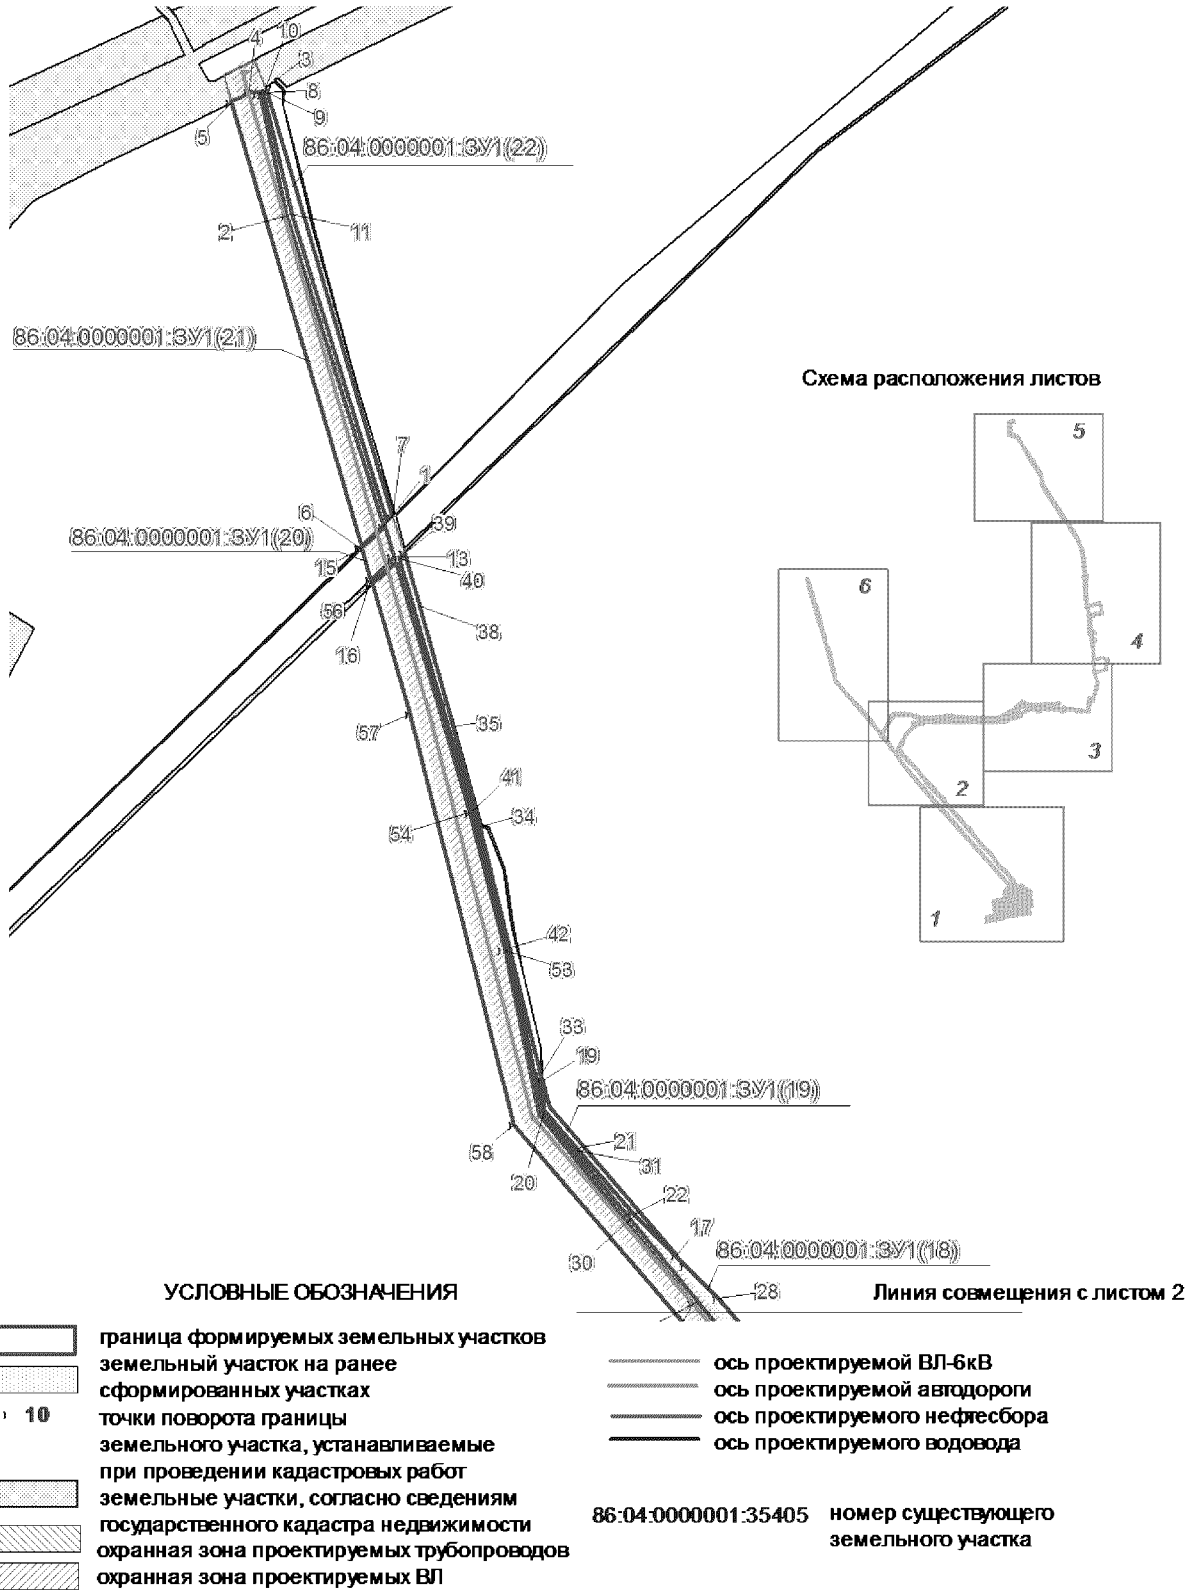 4
10
3
8
9
5
86:04:0000001:ЗУ1(22)
2
11
86:04:0000001:ЗУ1(21)
Схема расположения листов
5
7
1
6
39
86:04:0000001:ЗУ1(20)
15
13
40
6
56
38
4
16
57
35
3
41
2
34
54
1
42
53
33
19
86:04:0000001:ЗУ1(19)
21
58
31
20
22
17
86:04:0000001:ЗУ1(18)
30
28
УСЛОВНЫЕ ОБОЗНАЧЕНИЯ
Линия совмещения с листом 2
граница формируемых земельных участков
земельный участок на ранее
сформированных участках
10 точки поворота границы
земельного участка, устанавливаемые
при проведении кадастровых работ
земельные участки, согласно сведениям
государственного кадастра недвижимости
охранная зона проектируемых трубопроводов
охранная зона проектируемых ВЛ
ось проектируемой ВЛ-6кВ
ось проектируемой автодороги
ось проектируемого нефтесбора
ось проектируемого водовода
86:04:0000001:35405 номер существующего
земельного участка